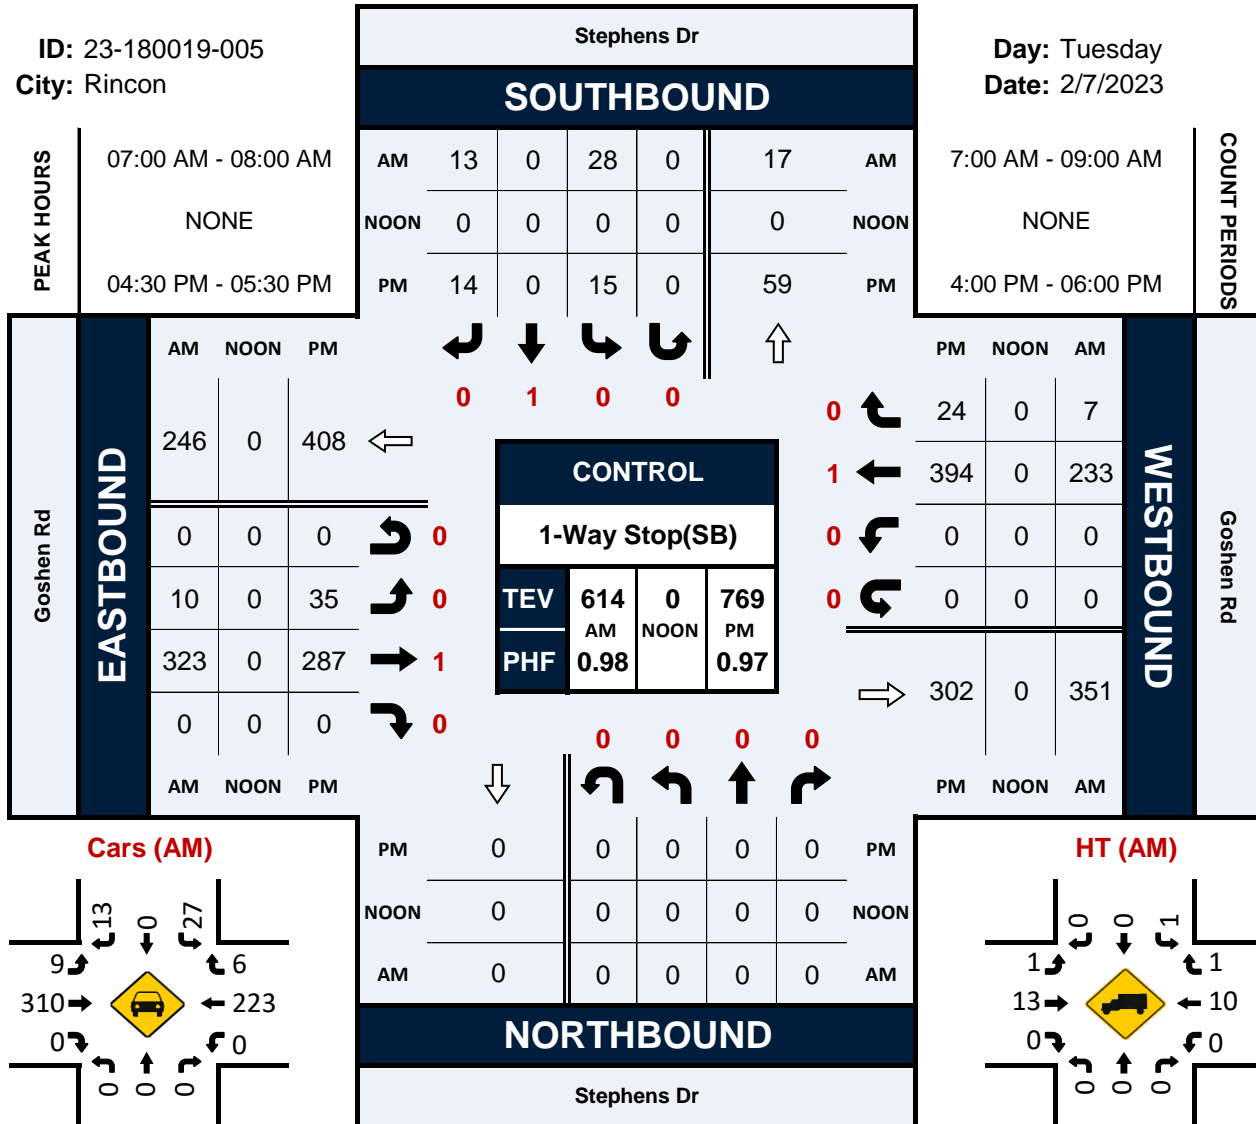 ID: 23-180019-005
City: Rincon
Stephens Dr
SOUTHBOUND
Day: Tuesday
Date: 2/7/2023
PEAK HOURS
07:00 AM - 08:00 AM
NONE
04:30 PM - 05:30 PM
AM 13 0 28 0 17 AM
NOON 0 0 0 0 0 NOON
PM 14 0 15 0 59 PM
7:00 AM - 09:00 AM
NONE
4:00 PM - 06:00 PM
COUNT PERIODS
0 1 0 0
Goshen Rd
EASTBOUND
AM NOON PM
246 0 408
0 0 0 0
10 0 35 0
323 0 287 1
0 0 0 0
AM NOON PM
CONTROL
1-Way Stop(SB)
TEV 614 0 769
AM NOON PM
PHF 0.98 0.97
PM NOON AM
0 24 0 7
1 394 0 233
0 0 0 0
0 0 0 0
302 0 351
PM NOON AM
WESTBOUND
Goshen Rd
0 0 0 0
PM 0 0 0 0 0 PM
NOON 0 0 0 0 0 NOON
AM 0 0 0 0 0 AM
NORTHBOUND
Stephens Dr
Cars (AM)
13 0 27
9 6
310 223
0 0
0 0 0
HT (AM)
0 0 1
1 1
13 10
0 0
0 0 0